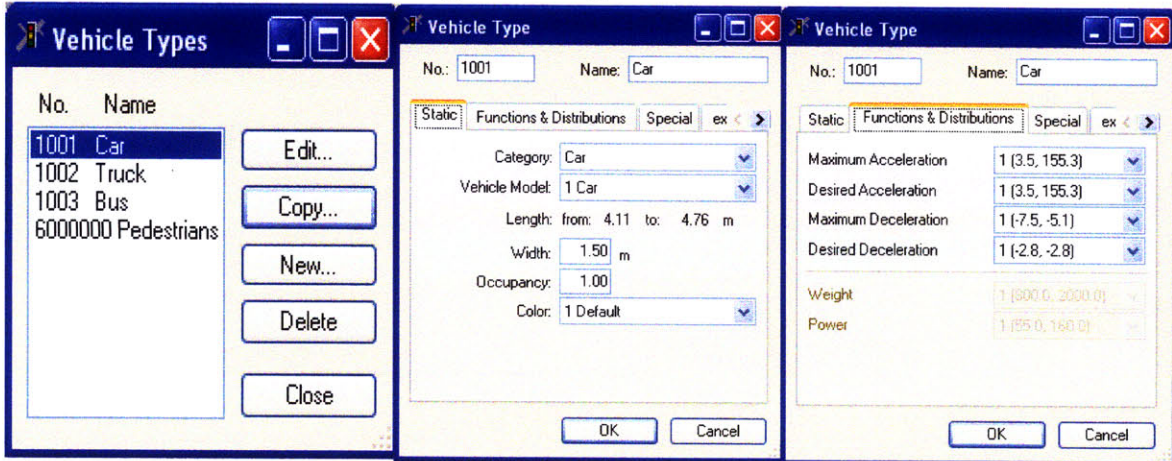 Vehicle Types
No. Name
1001 Car
1002 Truck
1003 Bus
6000000 Pedestrians
Edit...
Copy...
New...
Delete
Close
Vehicle Type
No.: 1001 Name: Car
Static Functions & Distributions Special ex
Category: Car
Vehicle Model: 1 Car
Length: from: 4.11 to: 4.76 m
Width: 1.50 m
Occupancy: 1.00
Color: 1 Default
OK Cancel
Vehicle Type
No.: 1001 Name: Car
Static Functions & Distributions Special ex
Maximum Acceleration 1 (3.5, 155.3)
Desired Acceleration 1 (3.5, 155.3)
Maximum Deceleration 1 (-7.5, -5.1)
Desired Deceleration 1 (-2.8, -2.8)
Weight 1 (800.0, 2000.0)
Power 1 (55.0, 160.0)
OK Cancel